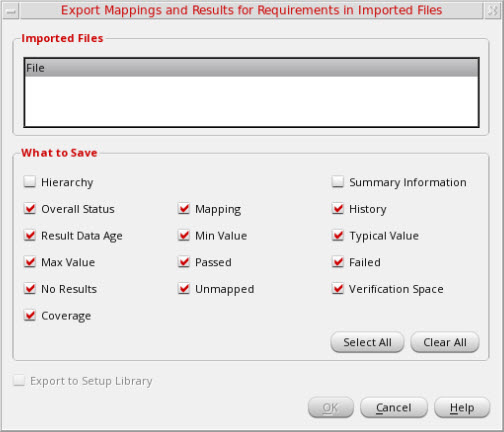 Export Mappings and Results for Requirements in Imported Files
Imported Files
File
What to Save
Hierarchy Summary Information
Overall Status Mapping History
Result Data Age Min Value Typical Value
Max Value Passed Failed
No Results Unmapped Verification Space
Coverage
Select All Clear All
Export to Setup Library
OK Cancel Help